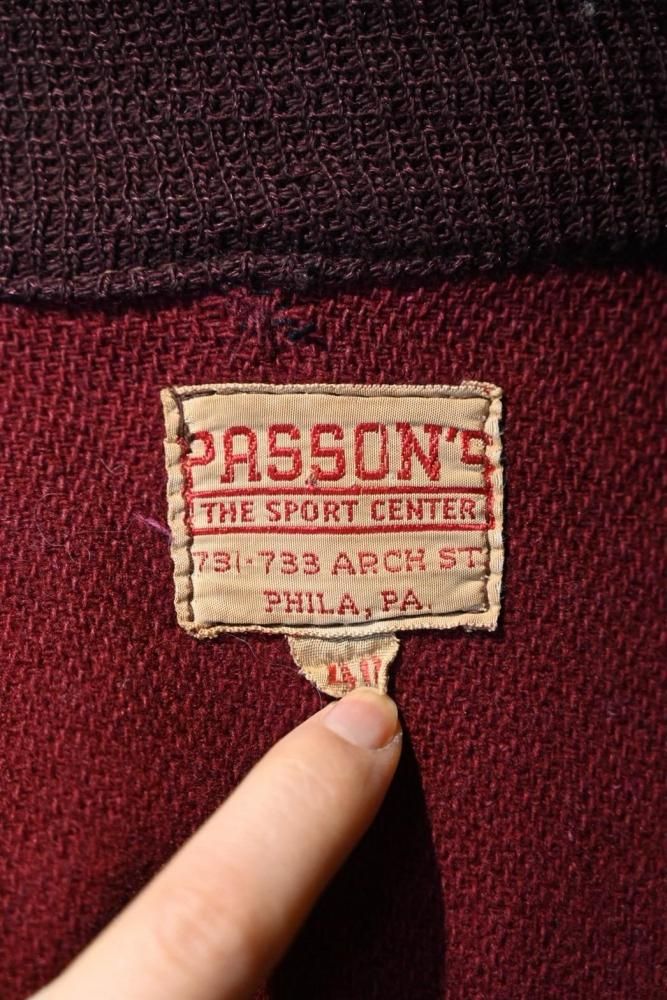 PASSON'S
THE SPORT CENTER
731-733 ARCH ST.
PHILA, PA.